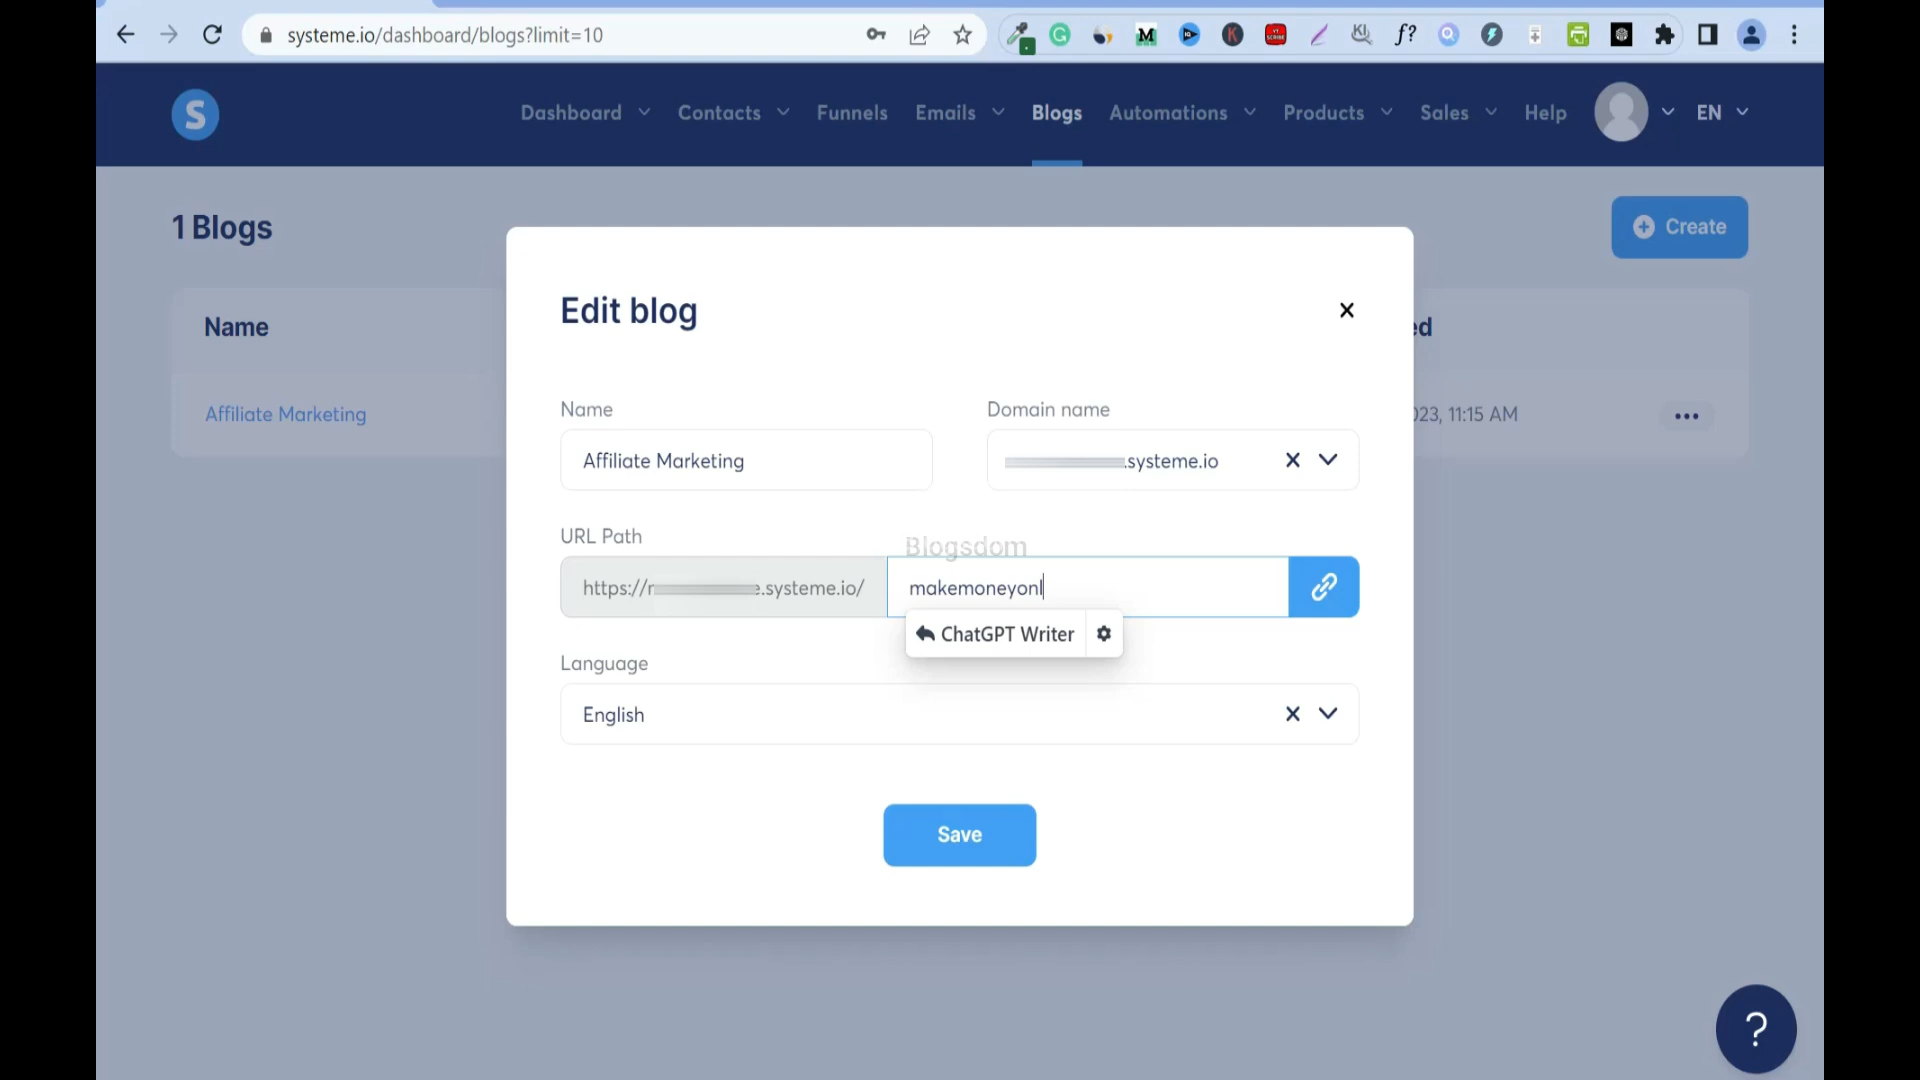 systeme.io/dashboard/blogs?limit=10
S
Dashboard
Contacts
Funnels
Emails
Blogs
Automations
Products
Sales
Help
EN
1 Blogs
Create
Name
ed
Affiliate Marketing
023, 11:15 AM
Edit blog
Name
Domain name
Affiliate Marketing
.systeme.io
URL Path
Blogsdom
https://
.systeme.io/
makemoneyonl
ChatGPT Writer
Language
English
Save
?